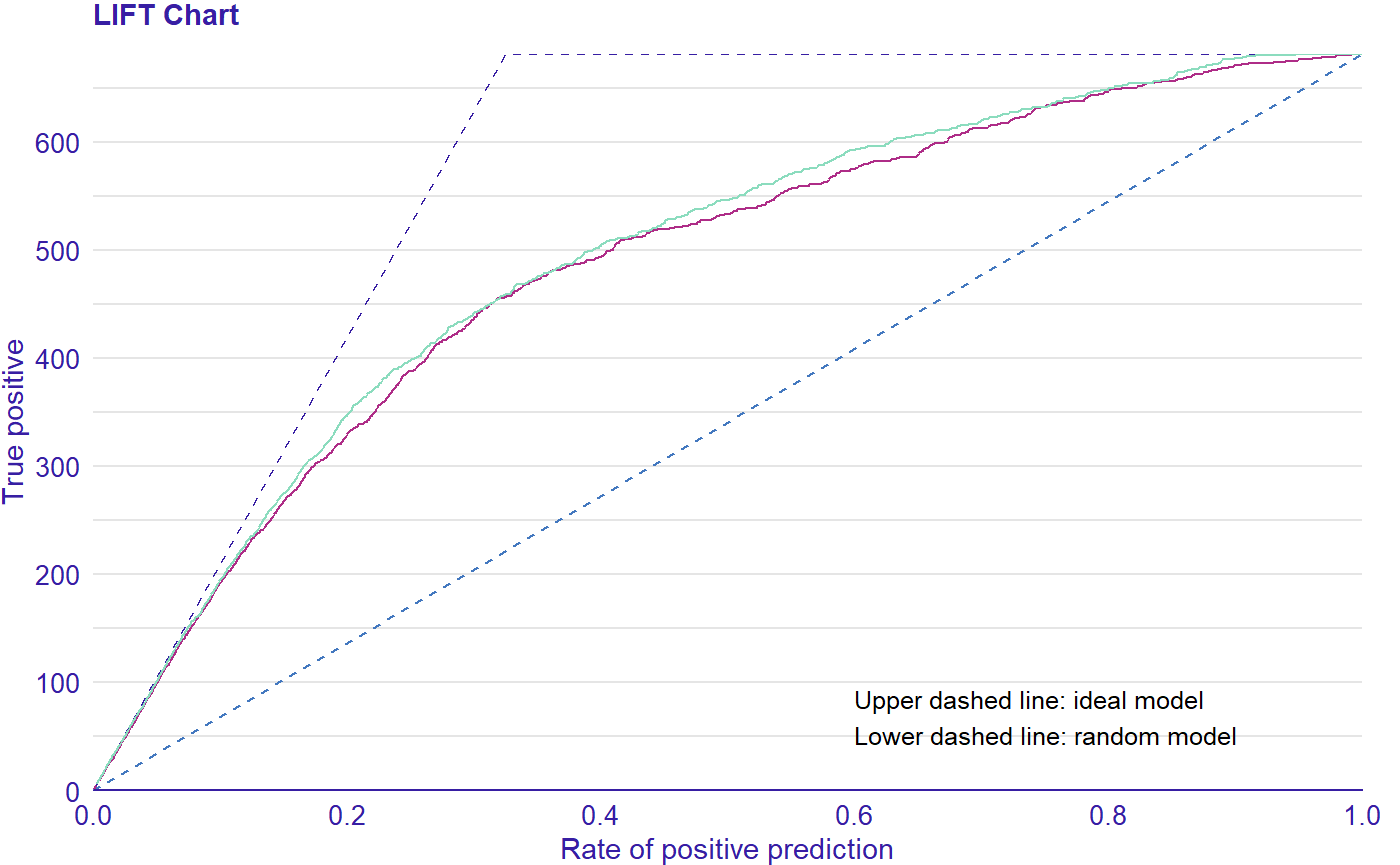 LIFT Chart
True positive
600
500
400
300
200
100
0
Upper dashed line: ideal model
Lower dashed line: random model
0.0 0.2 0.4 0.6 0.8 1.0
Rate of positive prediction